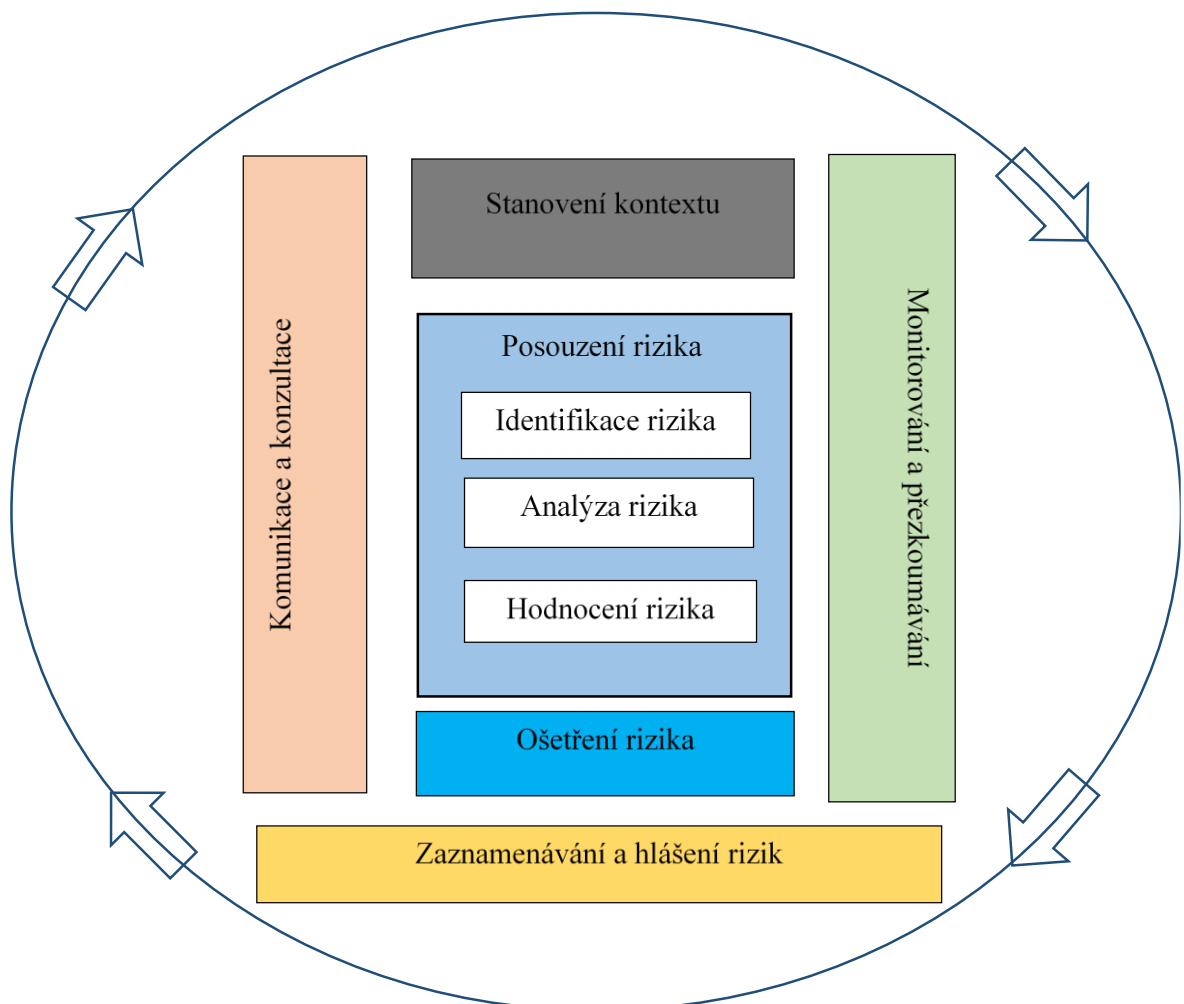 Stanovení kontextu
Komunikace a konzultace
Posouzení rizika
Identifikace rizika
Analýza rizika
Hodnocení rizika
Monitorování a přezkoumávání
Ošetření rizika
Zaznamenávání a hlášení rizik